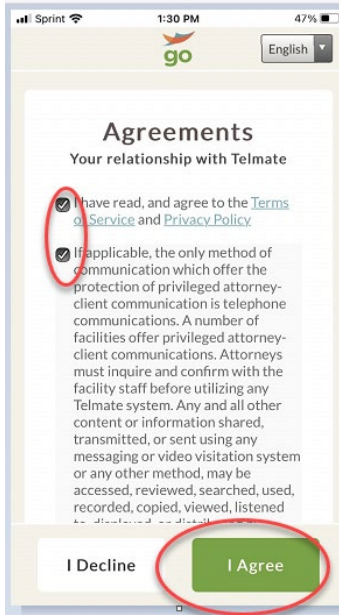 Sprint 1:30 PM 47%
go
English
Agreements
Your relationship with Telmate
I have read, and agree to the Terms
of Service and Privacy Policy
If applicable, the only method of
communication which offer the
protection of privileged attorney-
client communication is telephone
communications. A number of
facilities offer privileged attorney-
client communications. Attorneys
must inquire and confirm with the
facility staff before utilizing any
Telmate system. Any and all other
content or information shared,
transmitted, or sent using any
messaging or video visitation system
or any other method, may be
accessed, reviewed, searched, used,
recorded, copied, viewed, listened
to, displayed, or
I Decline
I Agree